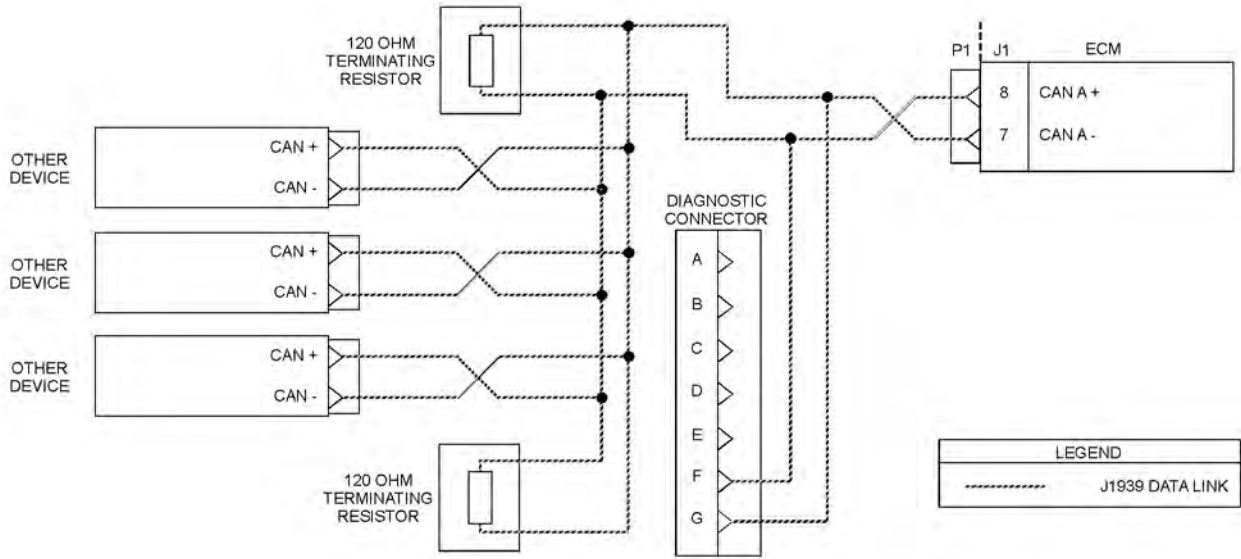 120 OHM
TERMINATING
RESISTOR
P1
J1
ECM
8
CAN A +
7
CAN A -
OTHER
DEVICE
CAN +
CAN -
OTHER
DEVICE
CAN +
CAN -
OTHER
DEVICE
CAN +
CAN -
DIAGNOSTIC
CONNECTOR
A
B
C
D
E
F
G
120 OHM
TERMINATING
RESISTOR
LEGEND
J1939 DATA LINK